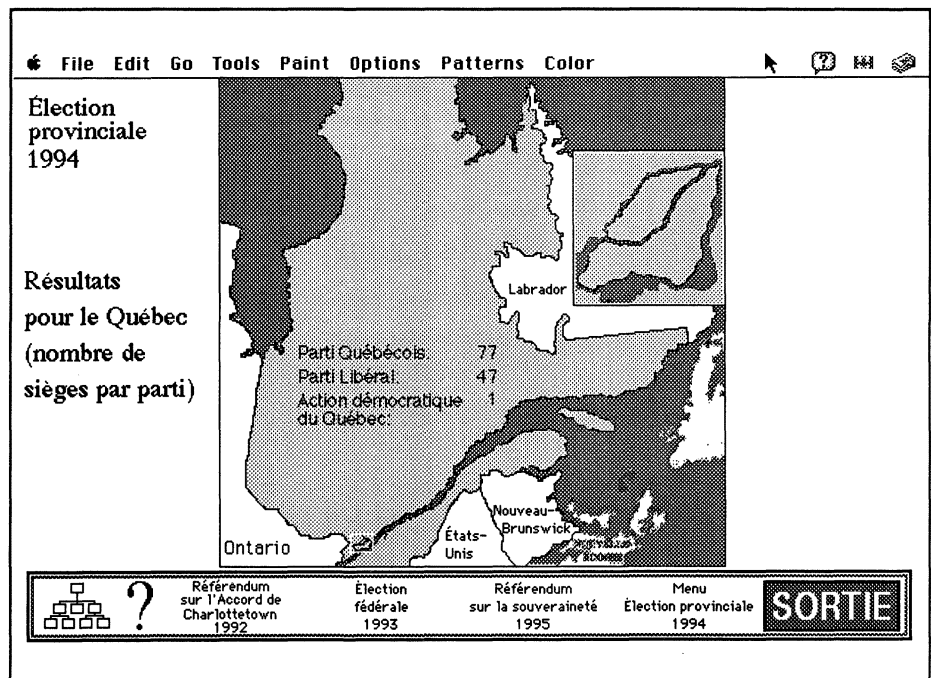 File Edit Go Tools Paint Options Patterns Color
Élection
provinciale
1994
Résultats
pour le Québec
(nombre de
sièges par parti)
Labrador
Parti Québécois: 77
Parti Libéral: 47
Action démocratique 1
du Québec:
Ontario
États-
Unis
Nouveau-
Brunswick
?
Référendum
sur l'Accord de
Charlottetown
1992
Élection
fédérale
1993
Référendum
sur la souveraineté
1995
Menu
Élection provinciale
1994
SORTIE